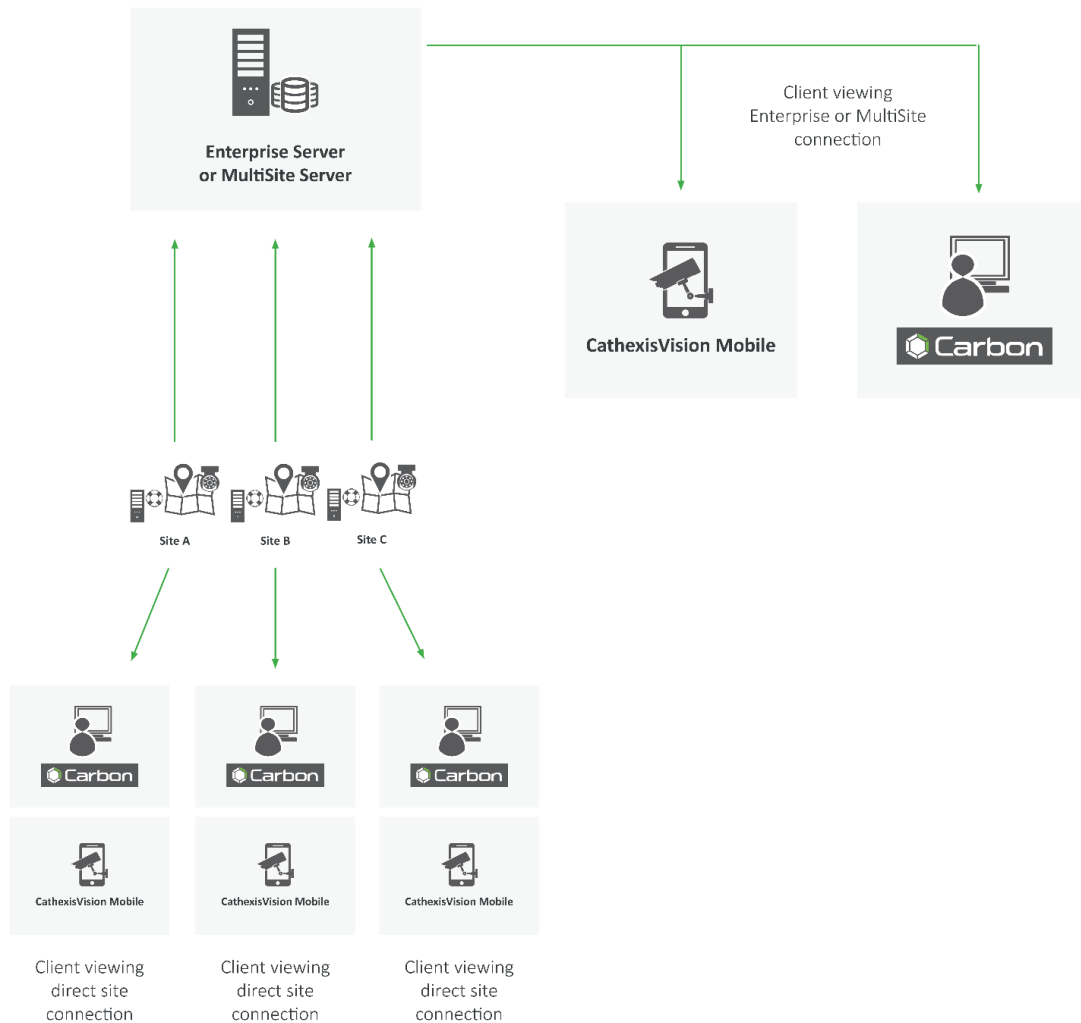 Enterprise Server
or MultiSite Server
Client viewing
Enterprise or MultiSite
connection
CathexisVision Mobile
Carbon
Site A
Site B
Site C
Carbon
Carbon
Carbon
CathexisVision Mobile
CathexisVision Mobile
CathexisVision Mobile
Client viewing
direct site
connection
Client viewing
direct site
connection
Client viewing
direct site
connection